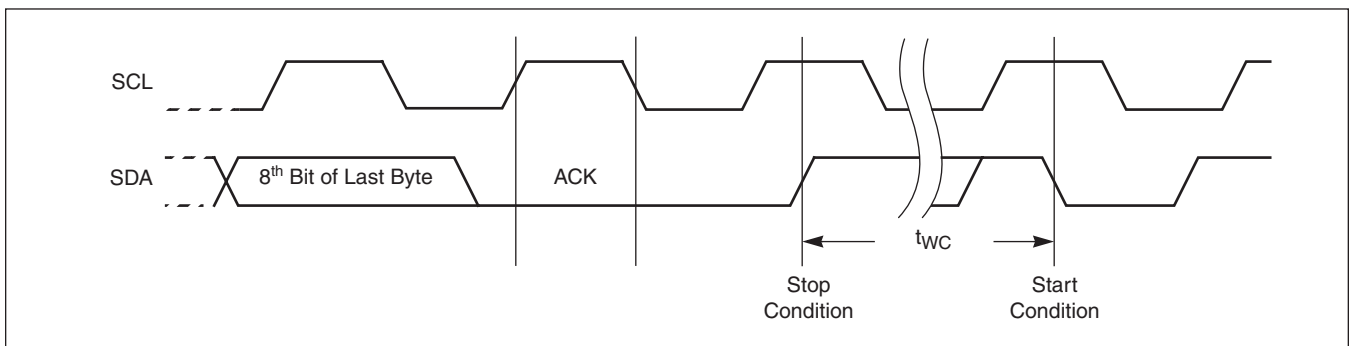 SCL
SDA
8th Bit of Last Byte
ACK
tWC
Stop
Condition
Start
Condition